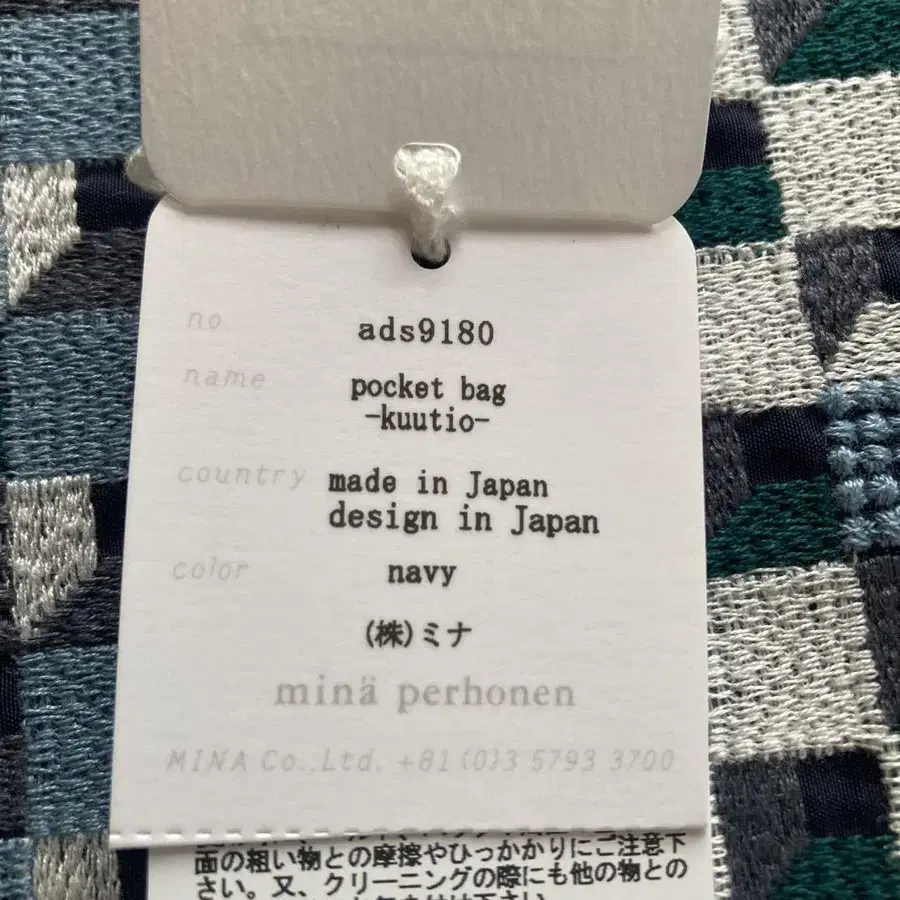 no. ads9180
name pocket bag
-kuutio-
country made in Japan
design in Japan
color navy
(株)ミナ
minä perhonen
MINA Co.,Ltd. +81(0)3 5793 3700
面の粗い物との摩擦やひっかかりにご注意下
さい。又、クリーニングの際にも他の物との